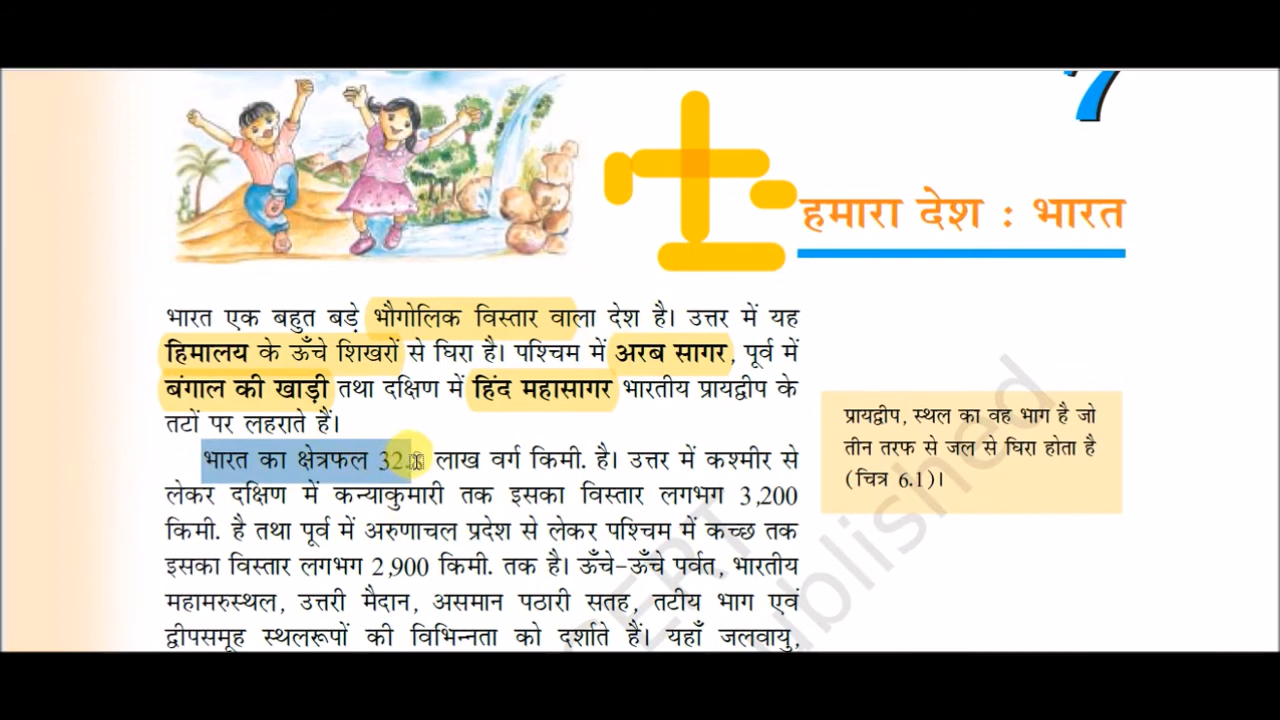 7
हमारा देश : भारत
भारत एक बहुत बड़े भौगोलिक विस्तार वाला देश है। उत्तर में यह
हिमालय के ऊँचे शिखरों से घिरा है। पश्चिम में अरब सागर, पूर्व में
बंगाल की खाड़ी तथा दक्षिण में हिंद महासागर भारतीय प्रायद्वीप के
तटों पर लहराते हैं।
भारत का क्षेत्रफल 32. लाख वर्ग किमी. है। उत्तर में कश्मीर से
लेकर दक्षिण में कन्याकुमारी तक इसका विस्तार लगभग 3,200
किमी. है तथा पूर्व में अरुणाचल प्रदेश से लेकर पश्चिम में कच्छ तक
इसका विस्तार लगभग 2,900 किमी. तक है। ऊँचे-ऊँचे पर्वत, भारतीय
महामरुस्थल, उत्तरी मैदान, असमान पठारी सतह, तटीय भाग एवं
द्वीपसमूह स्थलरूपों की विभिन्नता को दर्शाते हैं। यहाँ जलवायु,
प्रायद्वीप, स्थल का वह भाग है जो
तीन तरफ से जल से घिरा होता है
(चित्र 6.1)।